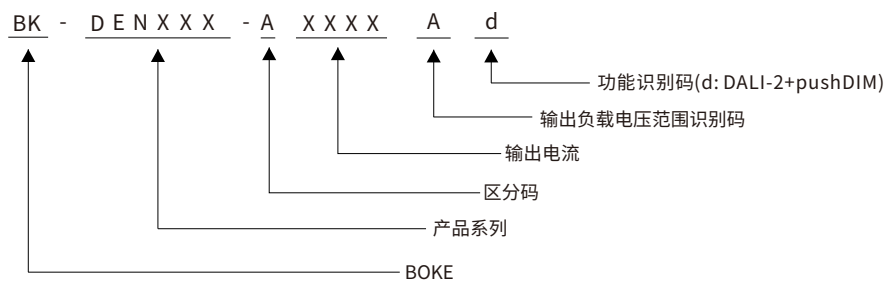 BK - DENXXX - A XXXX A d
功能识别码(d: DALI-2+pushDIM)
输出负载电压范围识别码
输出电流
区分码
产品系列
BOKE